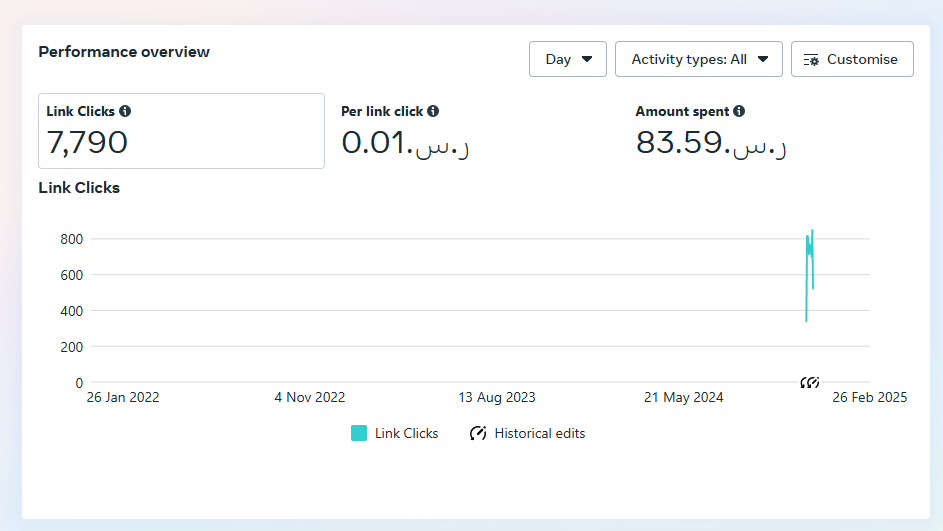 Performance overview
Day
Activity types: All
Customise
Link Clicks
7,790
Per link click
0.01.ر.س
Amount spent
83.59.ر.س
Link Clicks
800
600
400
200
0
26 Jan 2022
4 Nov 2022
13 Aug 2023
21 May 2024
26 Feb 2025
Link Clicks
Historical edits